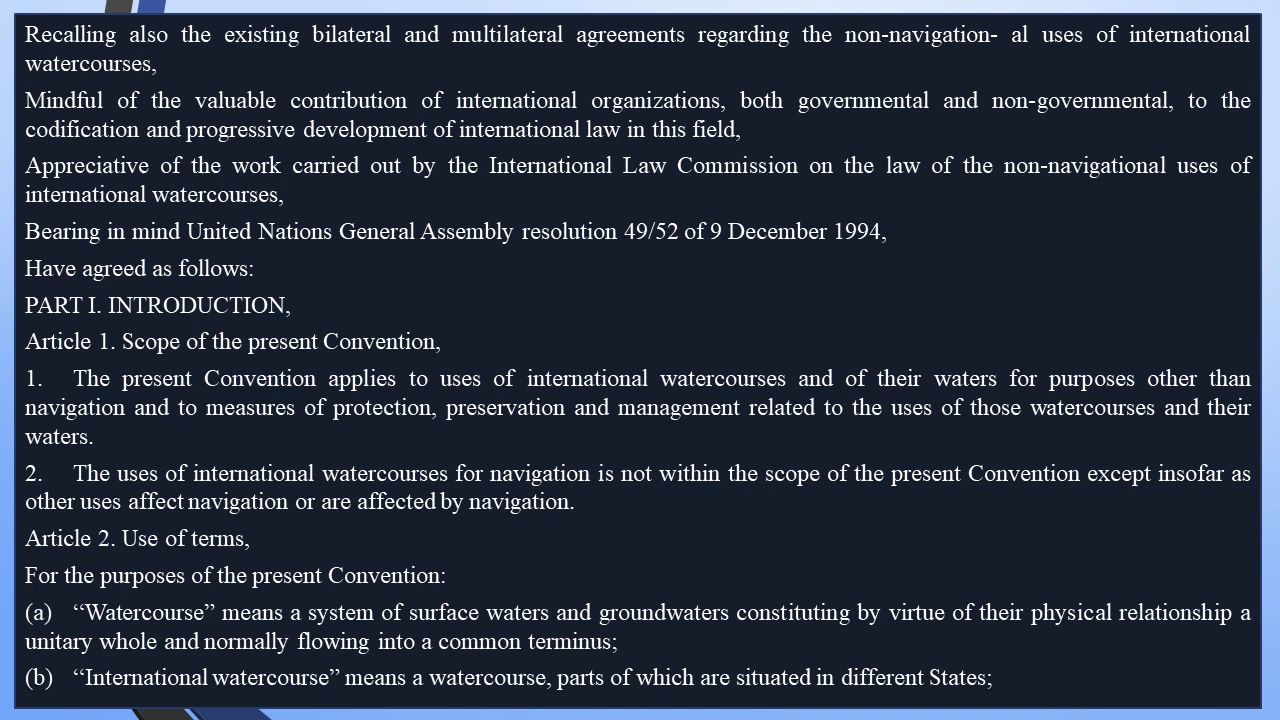 Recalling also the existing bilateral and multilateral agreements regarding the non-navigation- al uses of international
watercourses,
Mindful of the valuable contribution of international organizations, both governmental and non-governmental, to the
codification and progressive development of international law in this field,
Appreciative of the work carried out by the International Law Commission on the law of the non-navigational uses of
international watercourses,
Bearing in mind United Nations General Assembly resolution 49/52 of 9 December 1994,
Have agreed as follows:
PART I. INTRODUCTION,
Article 1. Scope of the present Convention,
1. The present Convention applies to uses of international watercourses and of their waters for purposes other than
navigation and to measures of protection, preservation and management related to the uses of those watercourses and their
waters.
2. The uses of international watercourses for navigation is not within the scope of the present Convention except insofar as
other uses affect navigation or are affected by navigation.
Article 2. Use of terms,
For the purposes of the present Convention:
(a) “Watercourse” means a system of surface waters and groundwaters constituting by virtue of their physical relationship a
unitary whole and normally flowing into a common terminus;
(b) “International watercourse” means a watercourse, parts of which are situated in different States;